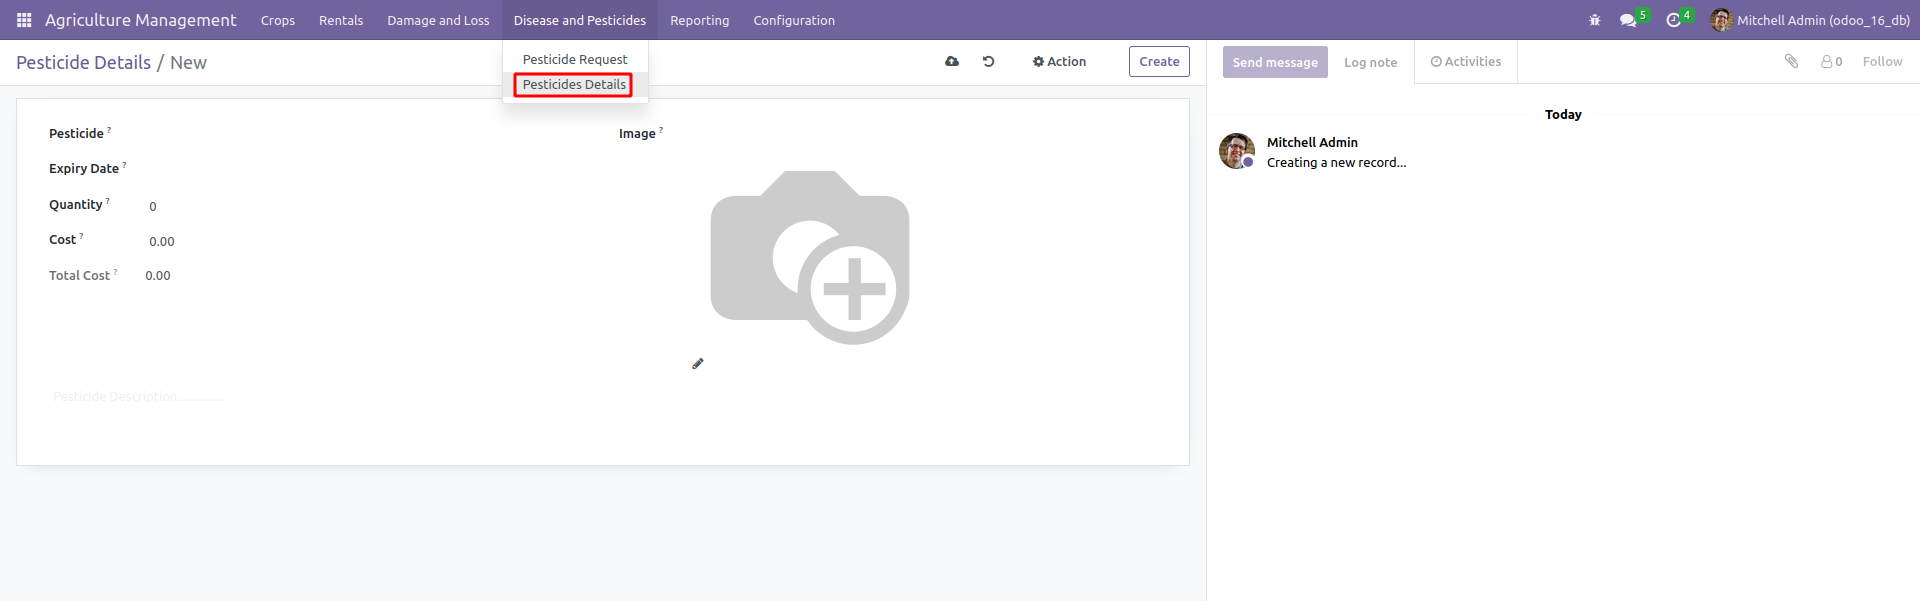 Agriculture Management Crops Rentals Damage and Loss Disease and Pesticides Reporting Configuration 5 4 Mitchell Admin (odoo_16_db)
Pesticide Details / New
Action Create
Pesticide Request
Pesticides Details
Send message Log note Activities 0 Follow
Pesticide ?
Image ?
Expiry Date ?
Quantity ? 0
Cost ? 0.00
Total Cost ? 0.00
Pesticide Description..............
Today
Mitchell Admin
Creating a new record...